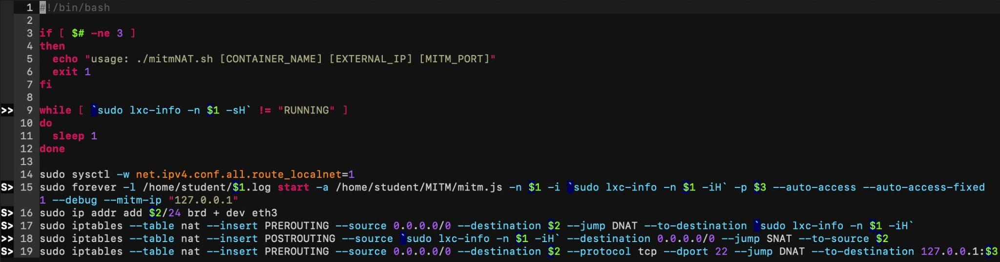 1 #!/bin/bash
2
3 if [ $# -ne 3 ]
4 then
5   echo "usage: ./mitmNAT.sh [CONTAINER_NAME] [EXTERNAL_IP] [MITM_PORT]"
6   exit 1
7 fi
8
>> 9 while [ `sudo lxc-info -n $1 -sH` != "RUNNING" ]
10 do
11   sleep 1
12 done
13
14 sudo sysctl -w net.ipv4.conf.all.route_localnet=1
S> 15 sudo forever -l /home/student/$1.log start -a /home/student/MITM/mitm.js -n $1 -i `sudo lxc-info -n $1 -iH` -p $3 --auto-access --auto-access-fixed
1 --debug --mitm-ip "127.0.0.1"
S> 16 sudo ip addr add $2/24 brd + dev eth3
S> 17 sudo iptables --table nat --insert PREROUTING --source 0.0.0.0/0 --destination $2 --jump DNAT --to-destination `sudo lxc-info -n $1 -iH`
>> 18 sudo iptables --table nat --insert POSTROUTING --source `sudo lxc-info -n $1 -iH` --destination 0.0.0.0/0 --jump SNAT --to-source $2
S> 19 sudo iptables --table nat --insert PREROUTING --source 0.0.0.0/0 --destination $2 --protocol tcp --dport 22 --jump DNAT --to-destination 127.0.0.1:$3